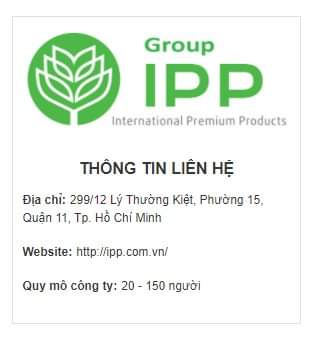 Group
IPP
International Premium Products
THÔNG TIN LIÊN HỆ
Địa chỉ: 299/12 Lý Thường Kiệt, Phường 15,
Quận 11, Tp. Hồ Chí Minh
Website: http://ipp.com.vn/
Quy mô công ty: 20 - 150 người